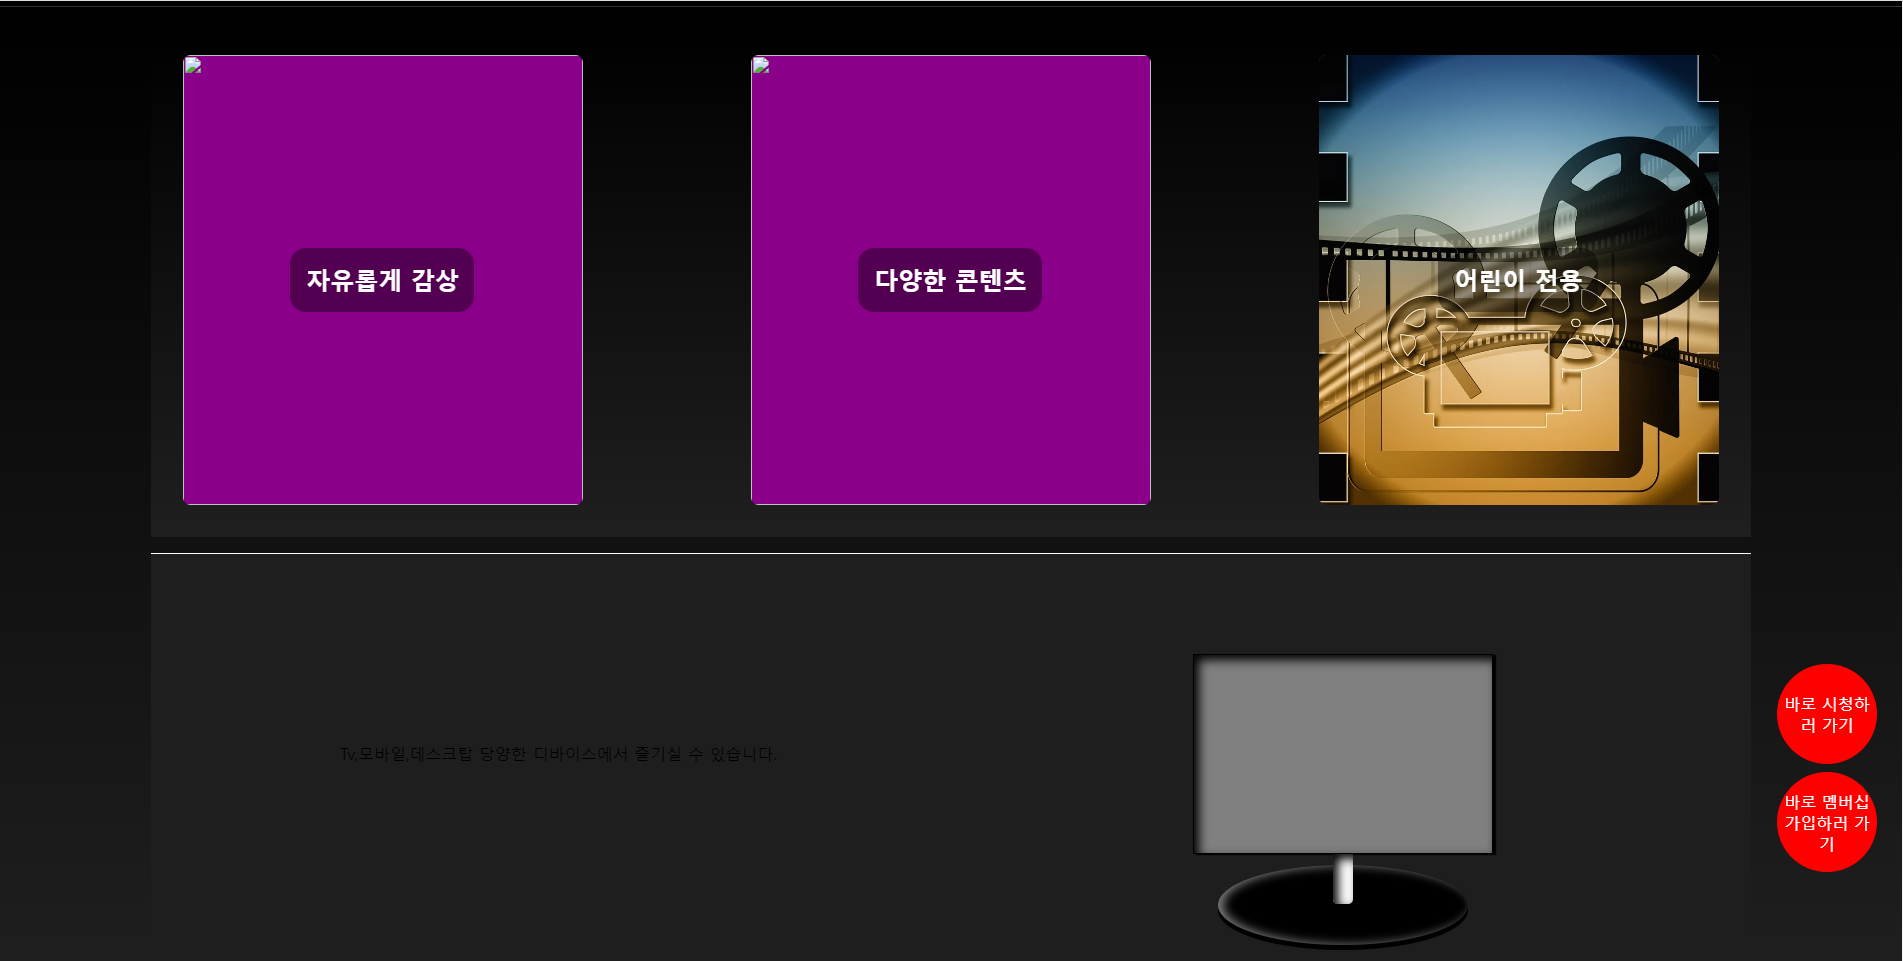 자유롭게 감상
다양한 콘텐츠
어린이 전용
Tv,모바일,데스크탑 당양한 디바이스에서 즐기실 수 있습니다.
바로 시청하
러 가기
바로 멤버십
가입하러 가
기